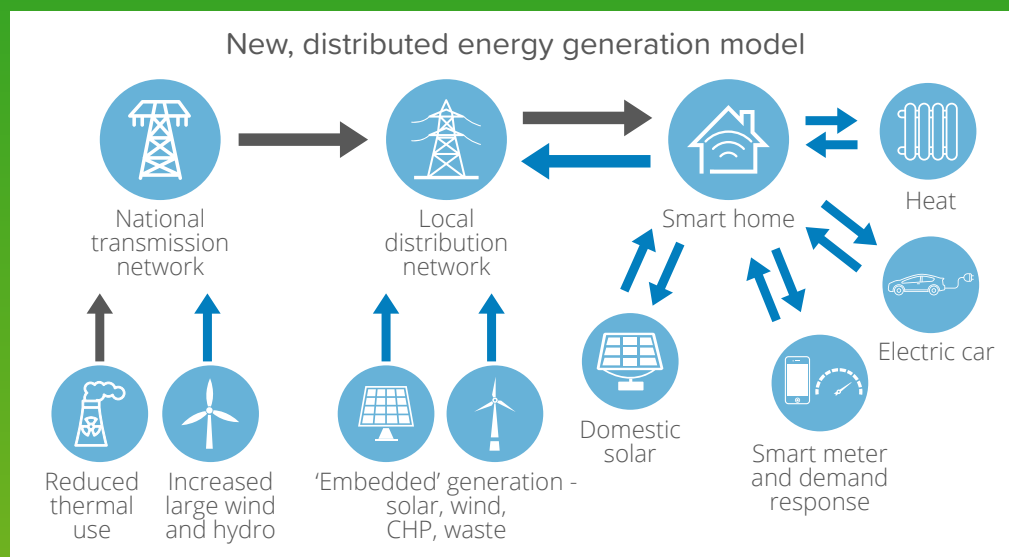 New, distributed energy generation model
National
transmission
network
Local
distribution
network
Smart home
Heat
Electric car
Domestic
solar
Smart meter
and demand
response
Reduced
thermal
use
Increased
large wind
and hydro
‘Embedded’ generation -
solar, wind,
CHP, waste